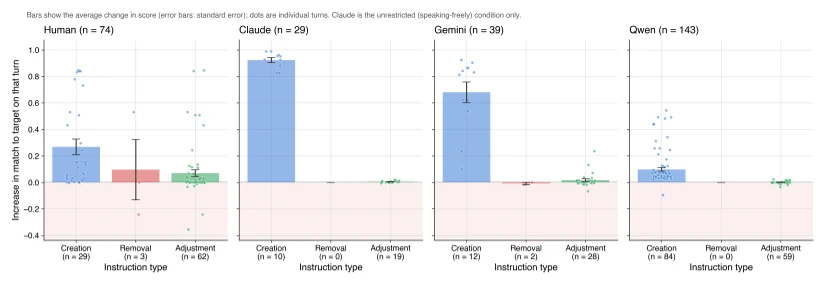 Bars show the average change in score (error bars: standard error); dots are individual turns. Claude is the unrestricted (speaking-freely) condition only.
Human (n = 74)
Claude (n = 29)
Gemini (n = 39)
Qwen (n = 143)
Increase in match to target on that turn
1.0
0.8
0.6
0.4
0.2
0.0
−0.2
−0.4
Creation
(n = 29)
Removal
(n = 3)
Adjustment
(n = 62)
Instruction type
Creation
(n = 10)
Removal
(n = 0)
Adjustment
(n = 19)
Instruction type
Creation
(n = 12)
Removal
(n = 2)
Adjustment
(n = 28)
Instruction type
Creation
(n = 84)
Removal
(n = 0)
Adjustment
(n = 59)
Instruction type